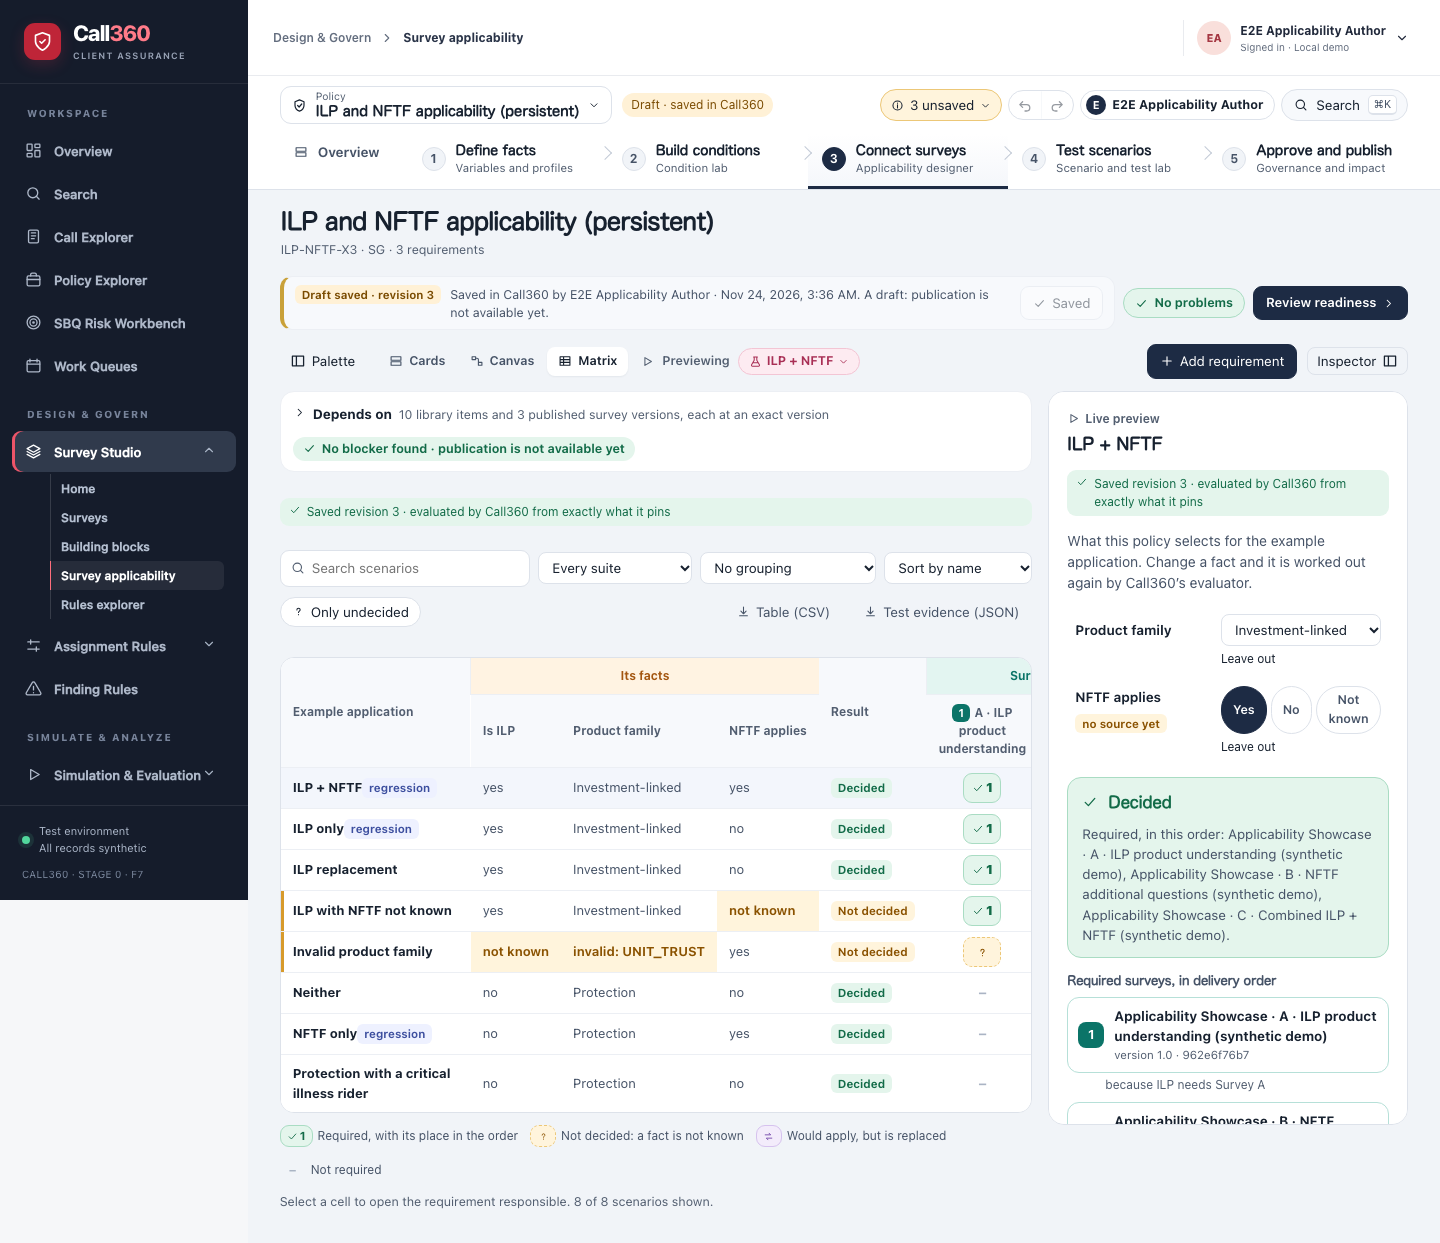 Call360
CLIENT ASSURANCE
WORKSPACE
Overview
Search
Call Explorer
Policy Explorer
SBQ Risk Workbench
Work Queues
DESIGN & GOVERN
Survey Studio
Home
Surveys
Building blocks
Survey applicability
Rules explorer
Assignment Rules
Finding Rules
SIMULATE & ANALYZE
Simulation & Evaluation
Test environment
All records synthetic
CALL360 · STAGE 0 · F7
Design & Govern > Survey applicability
EA
E2E Applicability Author
Signed in · Local demo
Policy
ILP and NFTF applicability (persistent)
Draft · saved in Call360
3 unsaved
E E2E Applicability Author
Search ⌘K
Overview
1 Define facts
Variables and profiles
2 Build conditions
Condition lab
3 Connect surveys
Applicability designer
4 Test scenarios
Scenario and test lab
5 Approve and publish
Governance and impact
ILP and NFTF applicability (persistent)
ILP-NFTF-X3 · SG · 3 requirements
Draft saved · revision 3
Saved in Call360 by E2E Applicability Author · Nov 24, 2026, 3:36 AM. A draft: publication is
not available yet.
Saved
No problems
Review readiness
Palette
Cards
Canvas
Matrix
Previewing
ILP + NFTF
Add requirement
Inspector
Depends on 10 library items and 3 published survey versions, each at an exact version
No blocker found · publication is not available yet
Saved revision 3 · evaluated by Call360 from exactly what it pins
Search scenarios
Every suite
No grouping
Sort by name
? Only undecided
Table (CSV)
Test evidence (JSON)
Its facts
Sur
Example application
Is ILP
Product family
NFTF applies
Result
1 A · ILP
product
understanding
ILP + NFTF regression yes Investment-linked yes Decided 1
ILP only regression yes Investment-linked no Decided 1
ILP replacement yes Investment-linked no Decided 1
ILP with NFTF not known yes Investment-linked not known Not decided 1
Invalid product family not known invalid: UNIT_TRUST yes Not decided ?
Neither no Protection no Decided –
NFTF only regression no Protection yes Decided –
Protection with a critical
illness rider no Protection no Decided –
1 Required, with its place in the order
? Not decided: a fact is not known
Would apply, but is replaced
– Not required
Select a cell to open the requirement responsible. 8 of 8 scenarios shown.
Live preview
ILP + NFTF
Saved revision 3 · evaluated by Call360 from
exactly what it pins
What this policy selects for the example
application. Change a fact and it is worked out
again by Call360's evaluator.
Product family
Investment-linked
Leave out
NFTF applies
no source yet
Yes
No
Not
known
Leave out
Decided
Required, in this order: Applicability Showcase
· A · ILP product understanding (synthetic
demo), Applicability Showcase · B · NFTF
additional questions (synthetic demo),
Applicability Showcase · C · Combined ILP +
NFTF (synthetic demo).
Required surveys, in delivery order
1
Applicability Showcase · A · ILP product
understanding (synthetic demo)
version 1.0 · 962e6f76b7
because ILP needs Survey A
Applicability Showcase · B · NFTF